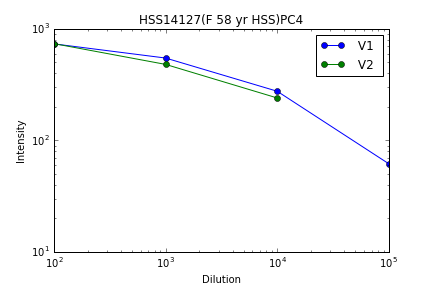 HSS14127(F 58 yr HSS)PC4
10³
V1
V2
Intensity
10²
10¹
10² 10³ 10⁴ 10⁵
Dilution